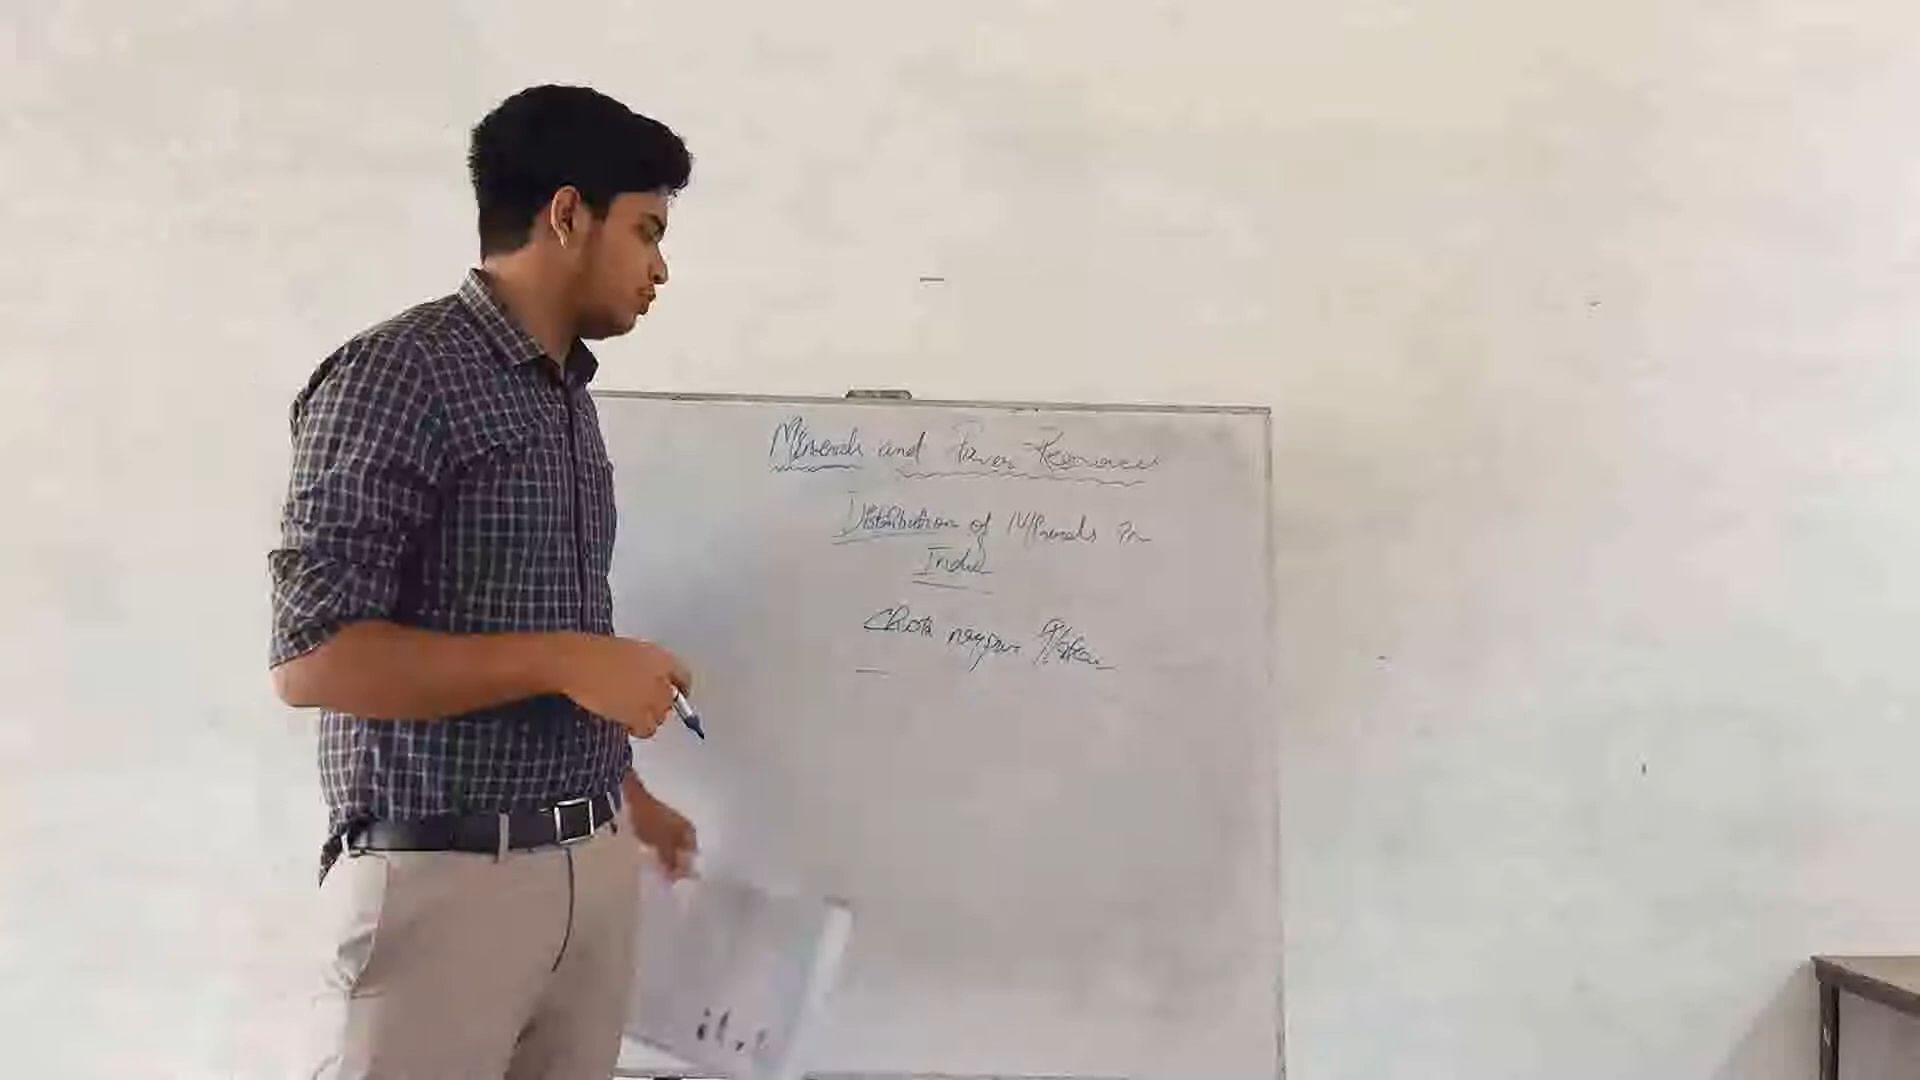 Minerals and Power Resources
Distribution of Minerals in
India
Chota nagpur Plateau